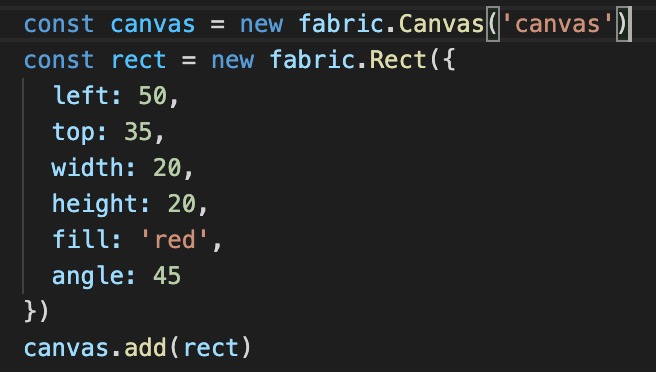 const canvas = new fabric.Canvas('canvas')
const rect = new fabric.Rect({
  left: 50,
  top: 35,
  width: 20,
  height: 20,
  fill: 'red',
  angle: 45
})
canvas.add(rect)